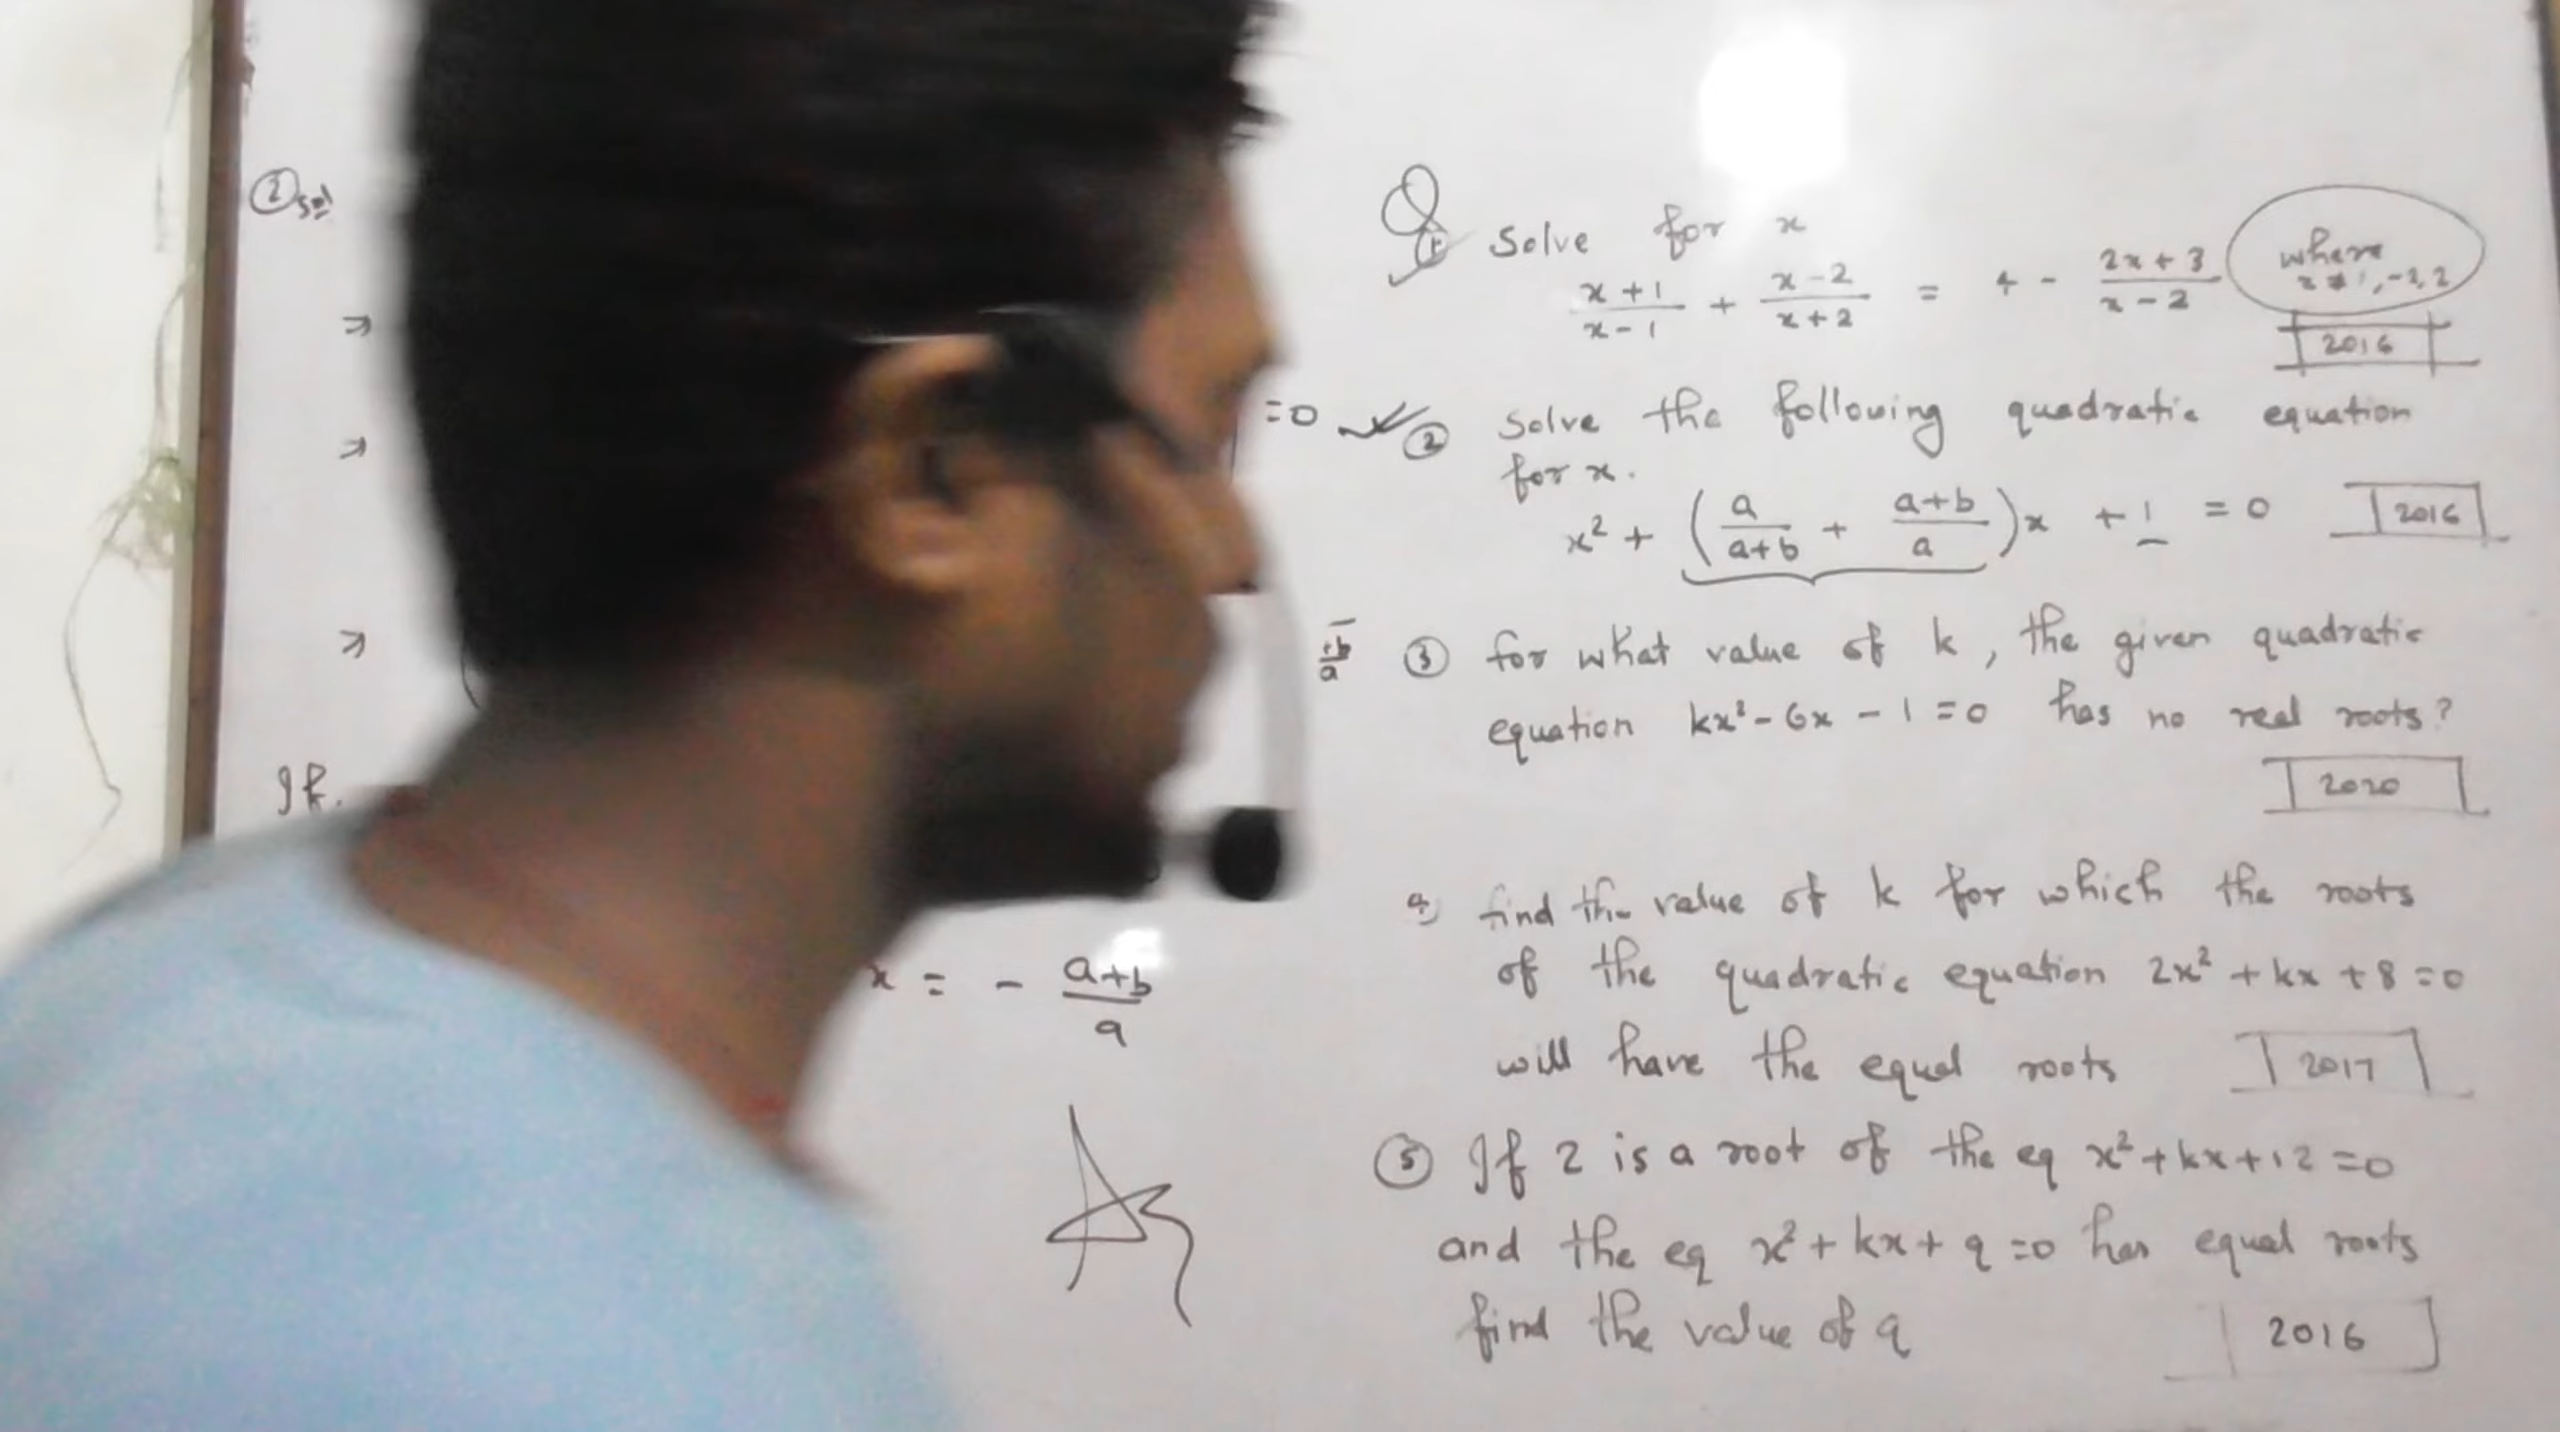 ② Sol
⇒
⇒
= 0
⇒
+b/a
If
x = - (a+b)/a
Q
① Solve for x
(x+1)/(x-1) + (x-2)/(x+2) = 4 - (2x+3)/(x-2) where x ≠ 1, -2, 2
2016
② Solve the following quadratic equation
for x.
x² + (a/(a+b) + (a+b)/a)x + 1 = 0 2016
③ for what value of k, the given quadratic
equation kx² - 6x - 1 = 0 has no real roots?
2020
4) find the value of k for which the roots
of the quadratic equation 2x² + kx + 8 = 0
will have the equal roots 2017
⑤ If 2 is a root of the eq x² + kx + 12 = 0
and the eq x² + kx + q = 0 has equal roots
find the value of q 2016